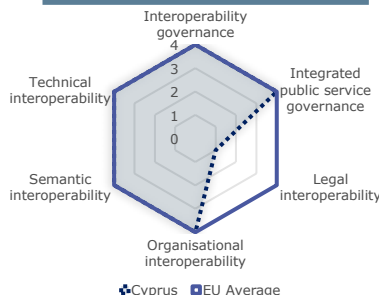 Interoperability
governance
4
3
2
1
0
Integrated
public service
governance
Legal
interoperability
Organisational
interoperability
Semantic
interoperability
Technical
interoperability
Cyprus EU Average